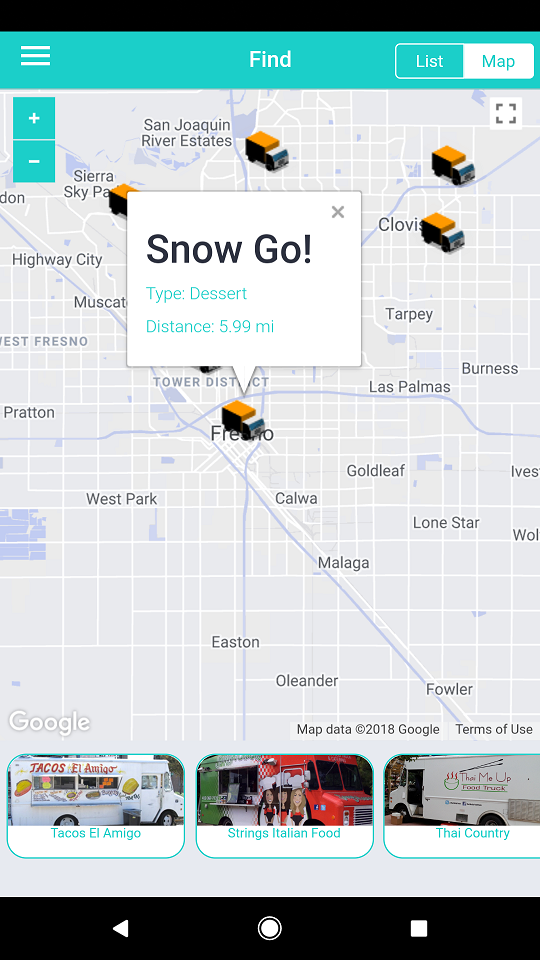 Find
List
Map
+
−
San Joaquin
River Estates
Sierra
Sky Pa
don
Clovis
Highway City
×
Snow Go!
Type: Dessert
Distance: 5.99 mi
Muscat
Tarpey
EST FRESNO
TOWER DISTRICT
Burness
Las Palmas
Pratton
Fresno
Goldleaf
Ives
West Park
Calwa
Lone Star
Wol
Malaga
Easton
Oleander
Fowler
Google
Map data ©2018 Google
Terms of Use
TACOS El Amigo
Thai Me Up
Food Truck
Tacos El Amigo
Strings Italian Food
Thai Country